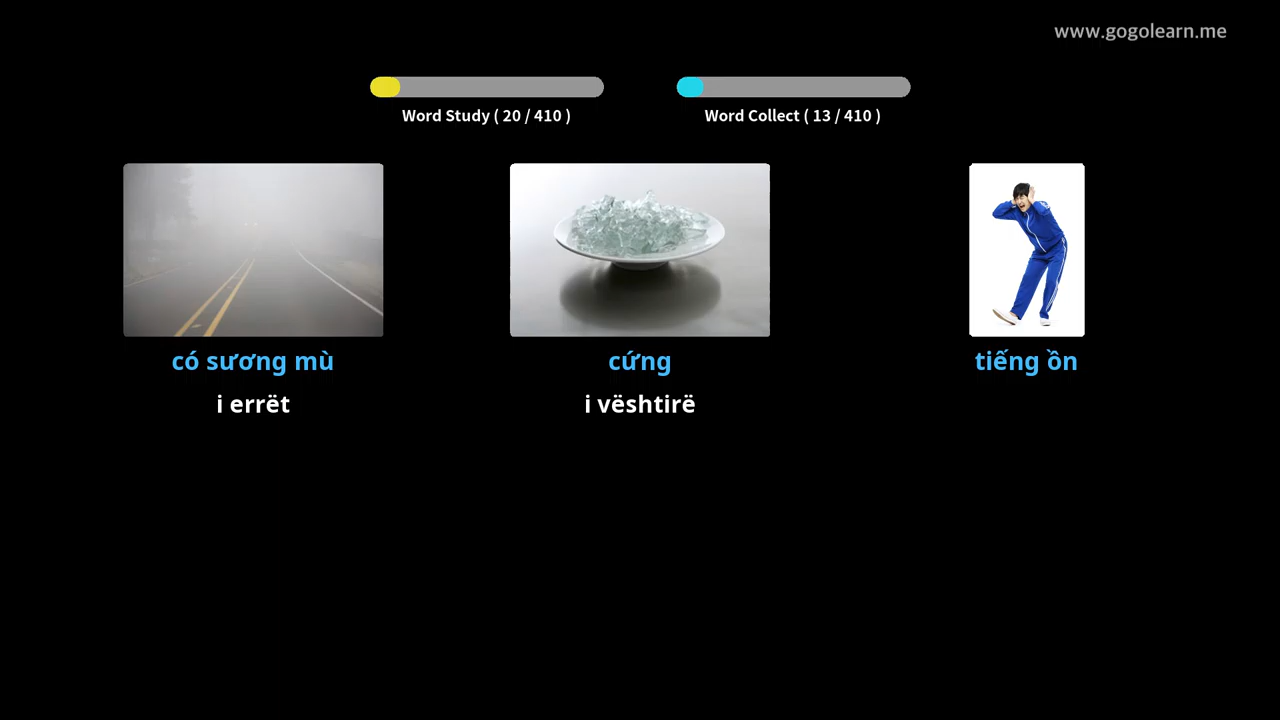 www.gogolearn.me
Word Study ( 20 / 410 )
Word Collect ( 13 / 410 )
có sương mù
cứng
tiếng ồn
i errët
i vështirë